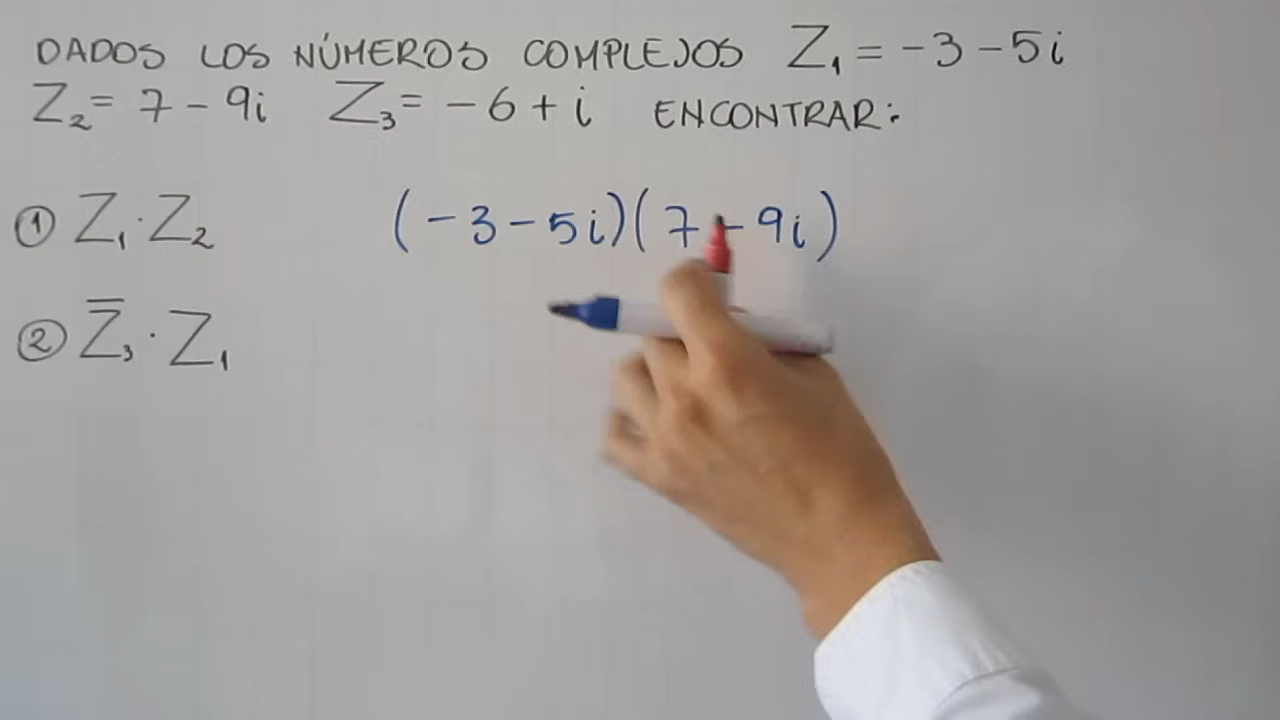 DADOS LOS NÚMEROS COMPLEJOS Z₁ = -3 - 5i
Z₂ = 7 - 9i Z₃ = -6 + i ENCONTRAR:
① Z₁ · Z₂ (-3 - 5i)(7 - 9i)
② Z̅₃ · Z₁